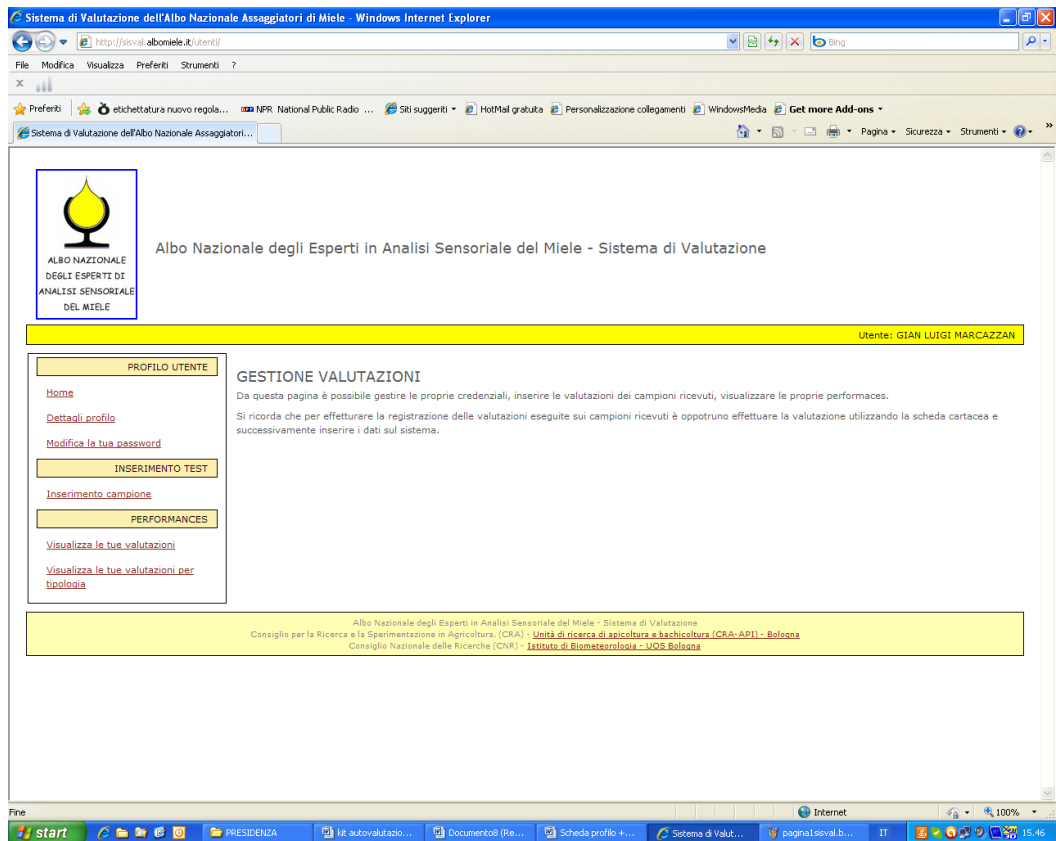 Sistema di Valutazione dell'Albo Nazionale Assaggiatori di Miele - Windows Internet Explorer
http://sisval.albomiele.it/utenti/
Bing
File Modifica Visualizza Preferiti Strumenti ?
x
Preferiti etichettatura nuovo regola... NPR National Public Radio ... Siti suggeriti HotMail gratuita Personalizzazione collegamenti WindowsMedia Get more Add-ons
Sistema di Valutazione dell'Albo Nazionale Assaggiatori... Pagina Sicurezza Strumenti »
ALBO NAZIONALE
DEGLI ESPERTI DI
ANALISI SENSORIALE
DEL MIELE
Albo Nazionale degli Esperti in Analisi Sensoriale del Miele - Sistema di Valutazione
Utente: GIAN LUIGI MARCAZZAN
PROFILO UTENTE
Home
Dettagli profilo
Modifica la tua password
INSERIMENTO TEST
Inserimento campione
PERFORMANCES
Visualizza le tue valutazioni
Visualizza le tue valutazioni per
tipologia
GESTIONE VALUTAZIONI
Da questa pagina è possibile gestire le proprie credenziali, inserire le valutazioni dei campioni ricevuti, visualizzare le proprie performaces.
Si ricorda che per effetturare la registrazione delle valutazioni eseguite sui campioni ricevuti è oppotruno effettuare la valutazione utilizzando la scheda cartacea e
successivamente inserire i dati sul sistema.
Albo Nazionale degli Esperti in Analisi Sensoriale del Miele - Sistema di Valutazione
Consiglio per la Ricerca e la Sperimentazione in Agricoltura, (CRA) - Unità di ricerca di apicoltura e bachicoltura (CRA-API) - Bologna
Consiglio Nazionale delle Ricerche (CNR) - Istituto di Biometeorologia - UOS Bologna
Fine Internet 100%
start PRESIDENZA kit autovalutazio... Documento8 (Re... Scheda profilo +... Sistema di Valut... pagina1sisval.b... IT 15.46